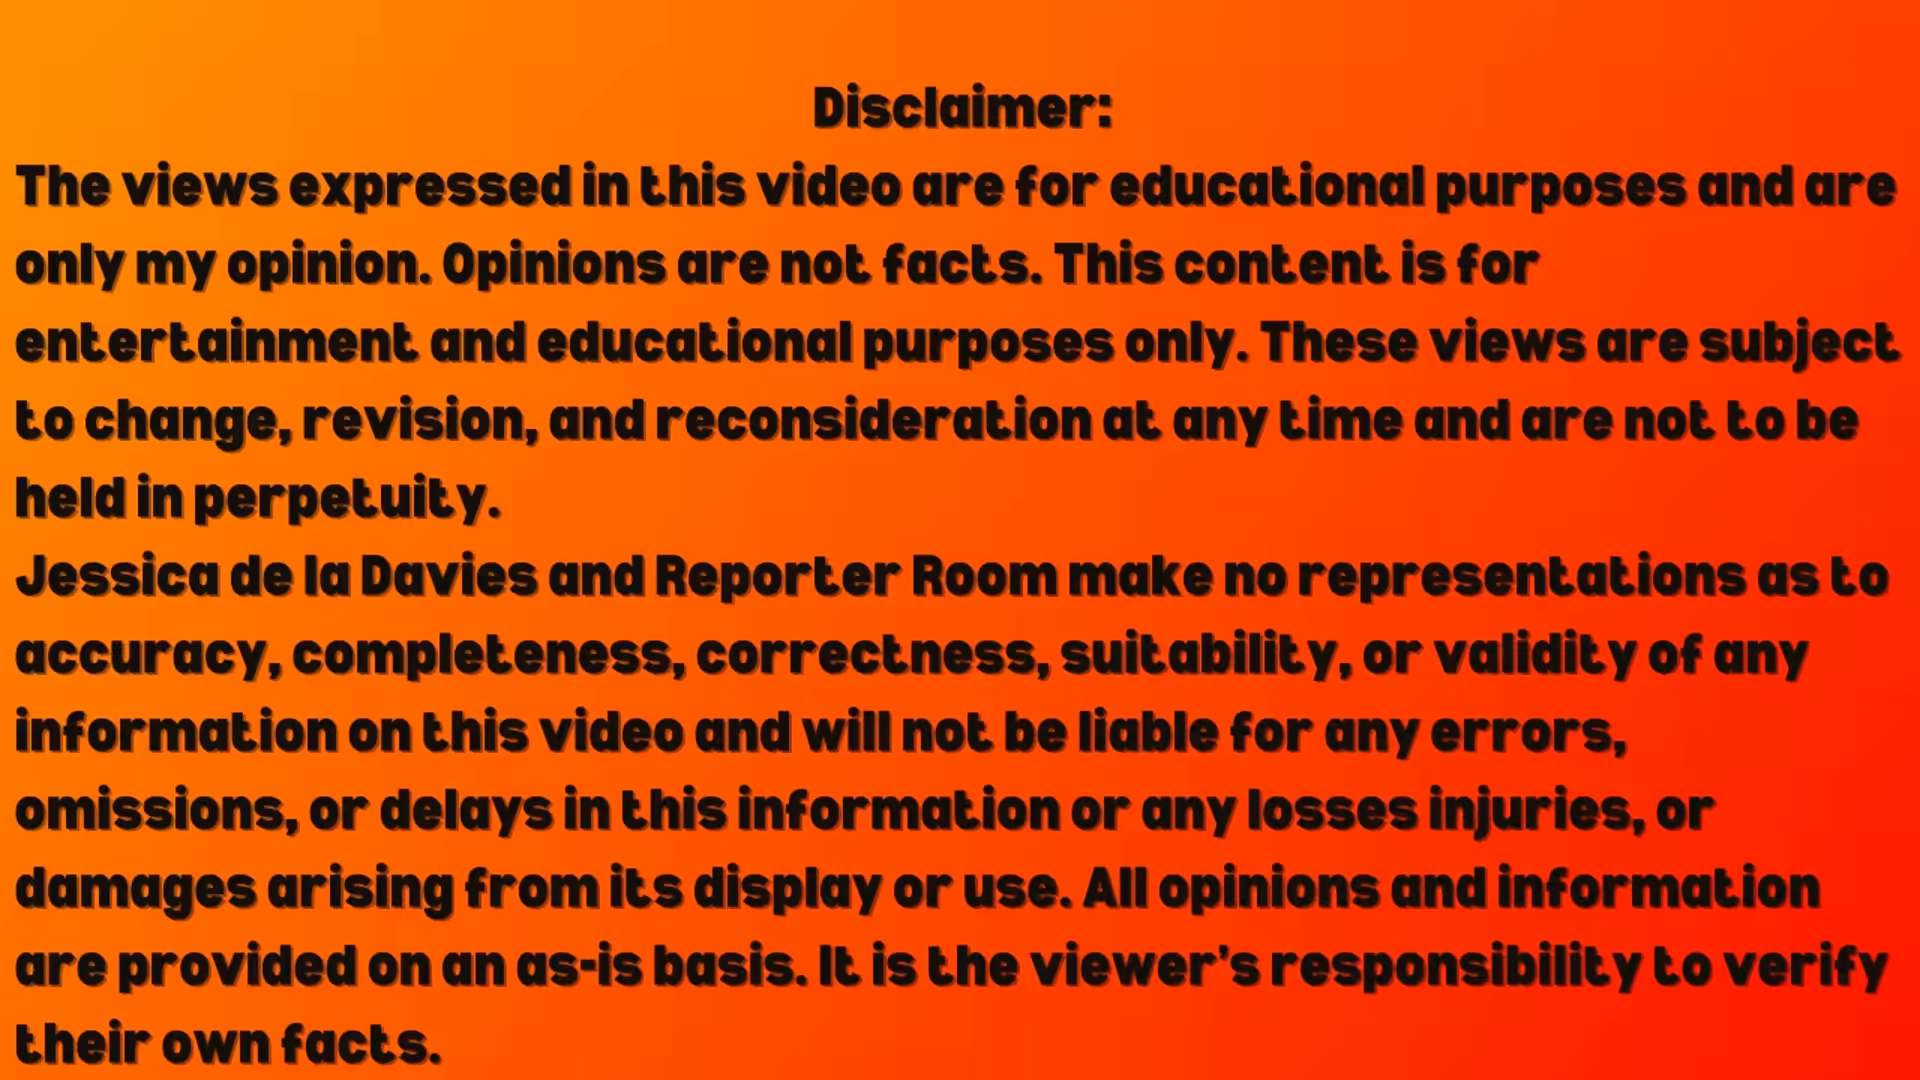 Disclaimer:
The views expressed in this video are for educational purposes and are
only my opinion. Opinions are not facts. This content is for
entertainment and educational purposes only. These views are subject
to change, revision, and reconsideration at any time and are not to be
held in perpetuity.
Jessica de la Davies and Reporter Room make no representations as to
accuracy, completeness, correctness, suitability, or validity of any
information on this video and will not be liable for any errors,
omissions, or delays in this information or any losses injuries, or
damages arising from its display or use. All opinions and information
are provided on an as-is basis. It is the viewer's responsibility to verify
their own facts.